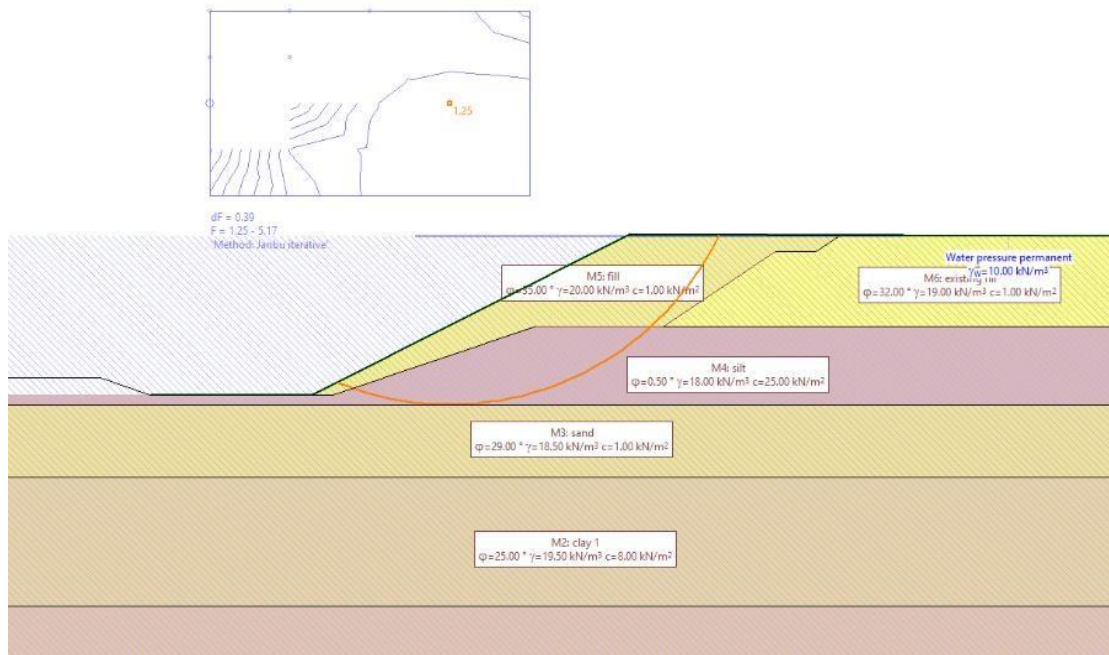 1.25
dF = 0.39
F = 1.25 - 5.17
'Method: Janbu iterative'
Water pressure permanent
γw=10.00 kN/m³
M5: fill
φ=35.00 ° γ=20.00 kN/m³ c=1.00 kN/m²
M6: existing fill
φ=32.00 ° γ=19.00 kN/m³ c=1.00 kN/m²
M4: silt
φ=0.50 ° γ=18.00 kN/m³ c=25.00 kN/m²
M3: sand
φ=29.00 ° γ=18.50 kN/m³ c=1.00 kN/m²
M2: clay 1
φ=25.00 ° γ=19.50 kN/m³ c=8.00 kN/m²